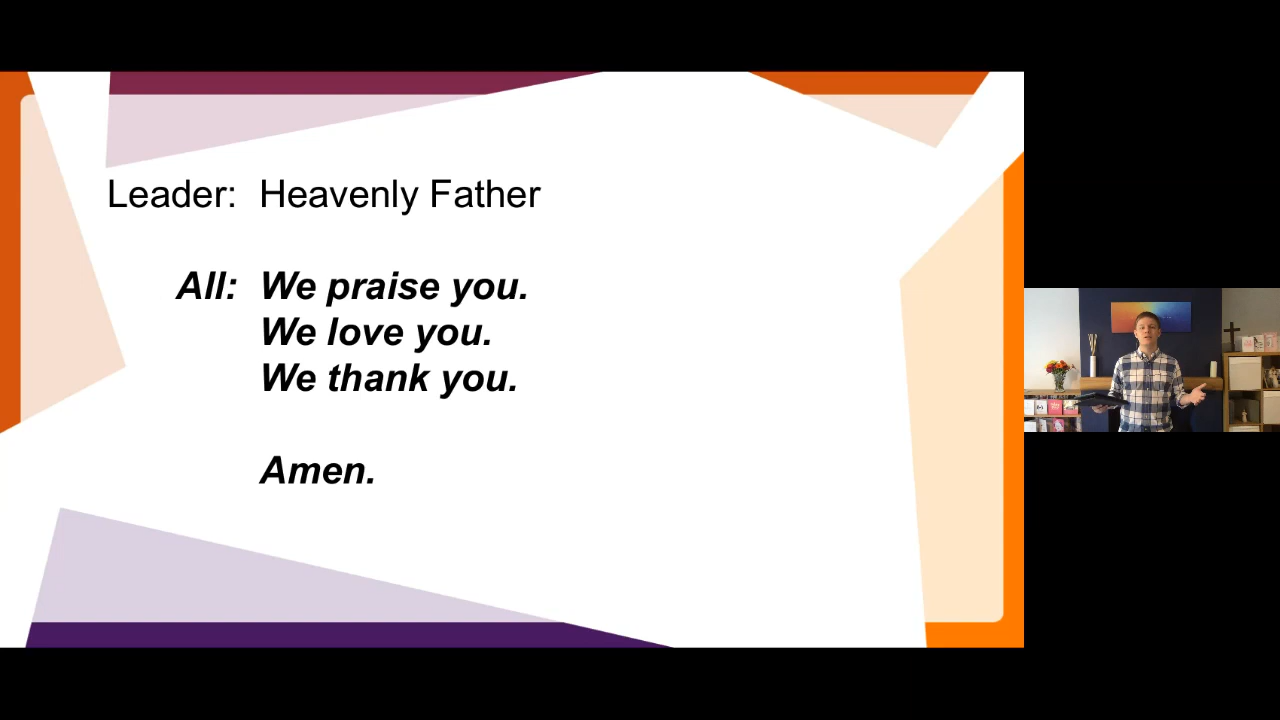 Leader: Heavenly Father
All: We praise you.
We love you.
We thank you.
Amen.